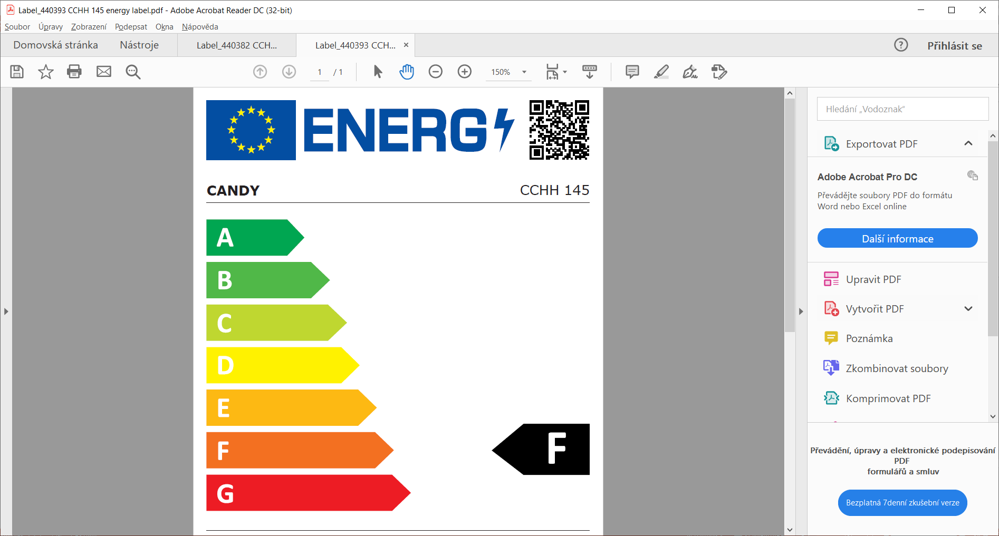 Label_440393 CCHH 145 energy label.pdf - Adobe Acrobat Reader DC (32-bit)
Soubor Úpravy Zobrazení Podepsat Okna Nápověda
Domovská stránka Nástroje Label_440382 CCH... Label_440393 CCH... Přihlásit se
1 / 1 150%
ENERG
CANDY CCHH 145
A
B
C
D
E
F F
G
Hledání „Vodoznak“
Exportovat PDF
Adobe Acrobat Pro DC
Převádějte soubory PDF do formátu
Word nebo Excel online
Další informace
Upravit PDF
Vytvořit PDF
Poznámka
Zkombinovat soubory
Komprimovat PDF
Převádění, úpravy a elektronické podepisování
PDF
formulářů a smluv
Bezplatná 7denní zkušební verze